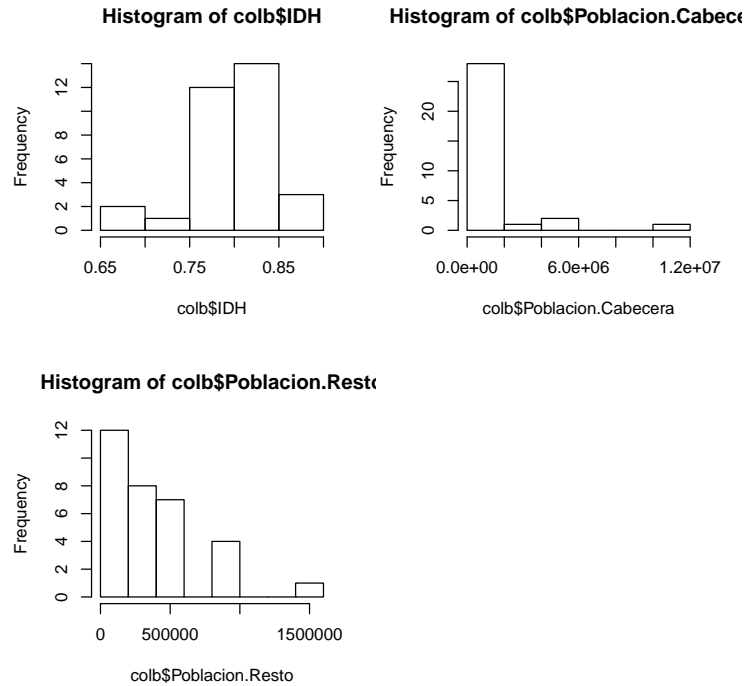 Histogram of colb$IDH
Frequency
0 2 4 6 8 12
0.65 0.75 0.85
colb$IDH
Histogram of colb$Poblacion.Cabece
Frequency
0 5 10 20
0.0e+00 6.0e+06 1.2e+07
colb$Poblacion.Cabecera
Histogram of colb$Poblacion.Resto
Frequency
0 2 4 6 8 12
0 500000 1500000
colb$Poblacion.Resto